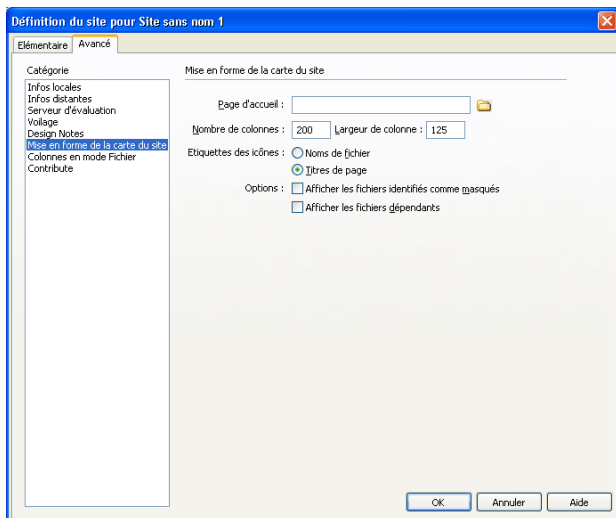 Définition du site pour Site sans nom 1
Elémentaire Avancé
Catégorie
Infos locales
Infos distantes
Serveur d'évaluation
Voilage
Design Notes
Mise en forme de la carte du site
Colonnes en mode Fichier
Contribute
Mise en forme de la carte du site
Page d'accueil :
Nombre de colonnes : 200 Largeur de colonne : 125
Etiquettes des icônes : Noms de fichier
Titres de page
Options : Afficher les fichiers identifiés comme masqués
Afficher les fichiers dépendants
OK Annuler Aide